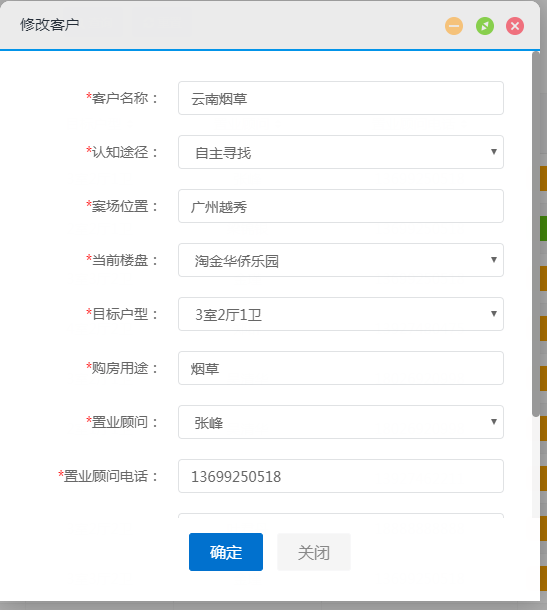 修改客户
*客户名称： 云南烟草
*认知途径： 自主寻找
*案场位置： 广州越秀
*当前楼盘： 淘金华侨乐园
*目标户型： 3室2厅1卫
*购房用途： 烟草
*置业顾问： 张峰
*置业顾问电话： 13699250518
确定 关闭